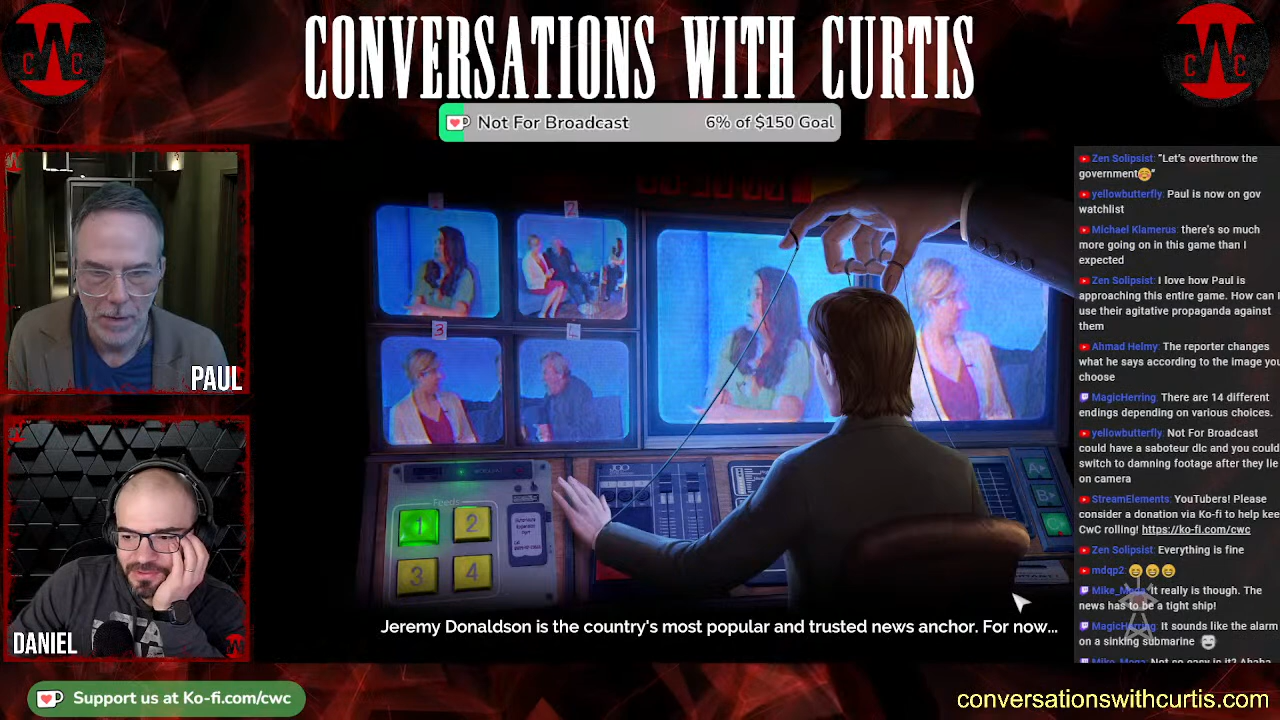 CONVERSATIONS WITH CURTIS
CWC
CWC
Not For Broadcast 6% of $150 Goal
PAUL
DANIEL
1
2
3
4
2
3
Feeds
Jeremy Donaldson is the country's most popular and trusted news anchor. For now...
Zen Solipsist: "Let's overthrow the
government"
yellowbutterfly: Paul is now on gov
watchlist
Michael Klamerus: there's so much
more going on in this game than I
expected
Zen Solipsist: I love how Paul is
approaching this entire game. How can I
use their agitative propaganda against
them
Ahmad Helmy: The reporter changes
what he says according to the image you
choose
MagicHerring: There are 14 different
endings depending on various choices.
yellowbutterfly: Not For Broadcast
could have a saboteur dlc and you could
switch to damning footage after they lie
on camera
StreamElements: YouTubers! Please
consider a donation via Ko-fi to help keep
CwC rolling! https://ko-fi.com/cwc
Zen Solipsist: Everything is fine
mdqp2:
Mike_Moga: It really is though. The
news has to be a tight ship!
MagicHerring: It sounds like the alarm
on a sinking submarine
Support us at Ko-fi.com/cwc
conversationswithcurtis.com